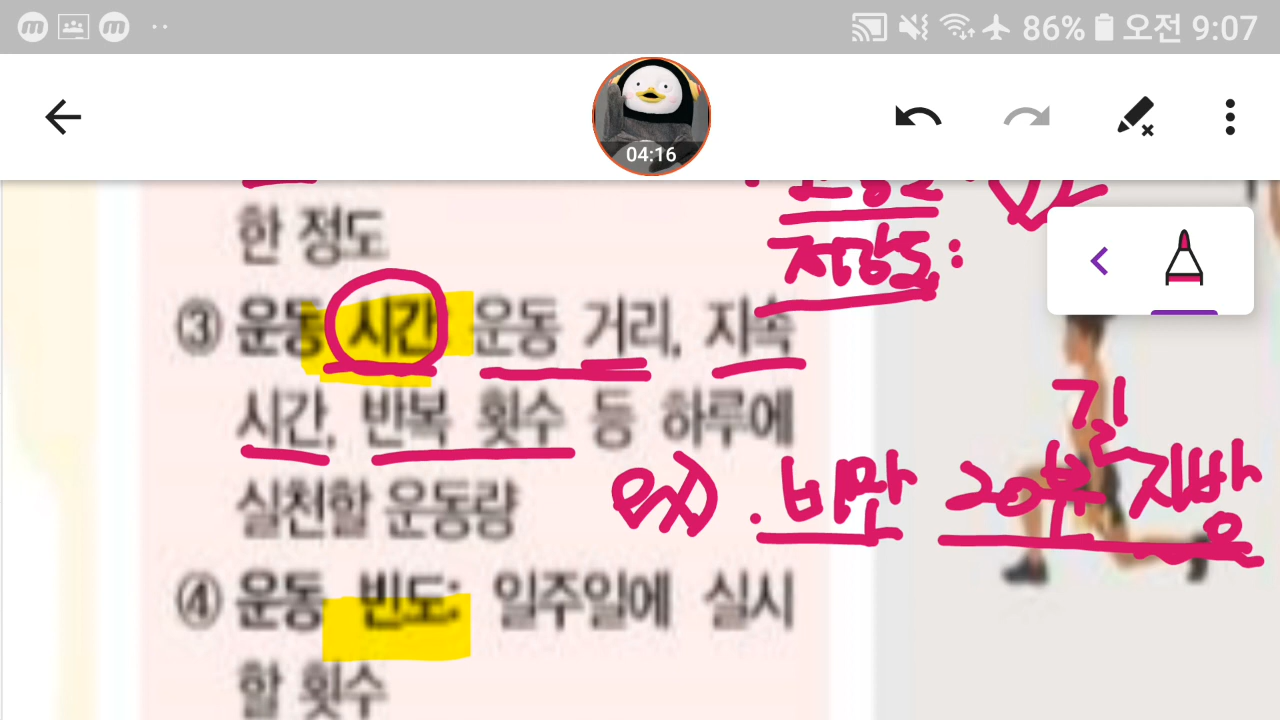 86% 오전 9:07
04:16
한 정도
저강도:
③ 운동 시간 운동 거리, 지속
시간, 반복 횟수 등 하루에
실천할 운동량
길
예) . 비만 20분 지방
④ 운동 빈도: 일주일에 실시
할 횟수